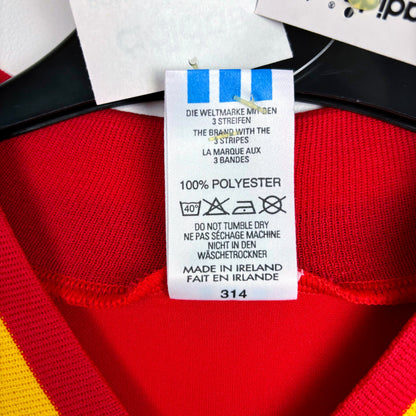 adi
DIE WELTMARKE MIT DEN
3 STREIFEN
THE BRAND WITH THE
3 STRIPES
LA MARQUE AUX
3 BANDES
100% POLYESTER
40°
DO NOT TUMBLE DRY
NE PAS SÉCHAGE MACHINE
NICHT IN DEN
WÄSCHETROCKNER
MADE IN IRELAND
FAIT EN IRLANDE
314